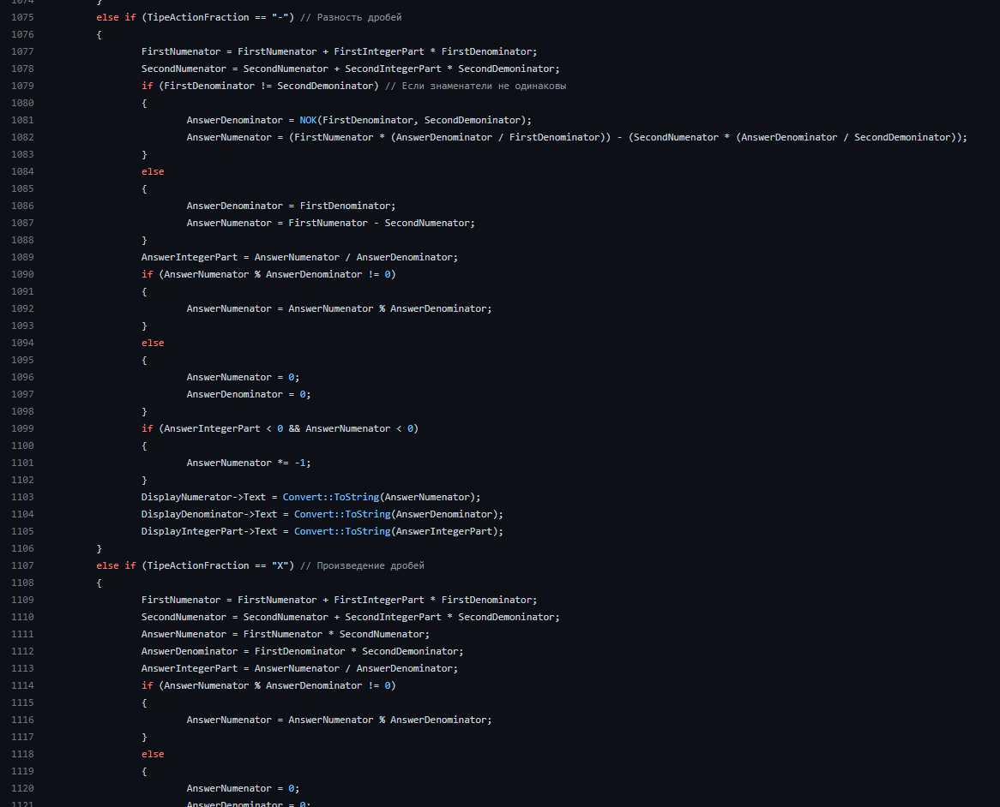 1074 }
1075 else if (TipeActionFraction == "-") // Разность дробей
1076 {
1077 FirstNumenator = FirstNumenator + FirstIntegerPart * FirstDenominator;
1078 SecondNumenator = SecondNumenator + SecondIntegerPart * SecondDemoninator;
1079 if (FirstDenominator != SecondDemoninator) // Если знаменатели не одинаковы
1080 {
1081 AnswerDenominator = NOK(FirstDenominator, SecondDemoninator);
1082 AnswerNumenator = (FirstNumenator * (AnswerDenominator / FirstDenominator)) - (SecondNumenator * (AnswerDenominator / SecondDemoninator));
1083 }
1084 else
1085 {
1086 AnswerDenominator = FirstDenominator;
1087 AnswerNumenator = FirstNumenator - SecondNumenator;
1088 }
1089 AnswerIntegerPart = AnswerNumenator / AnswerDenominator;
1090 if (AnswerNumenator % AnswerDenominator != 0)
1091 {
1092 AnswerNumenator = AnswerNumenator % AnswerDenominator;
1093 }
1094 else
1095 {
1096 AnswerNumenator = 0;
1097 AnswerDenominator = 0;
1098 }
1099 if (AnswerIntegerPart < 0 && AnswerNumenator < 0)
1100 {
1101 AnswerNumenator *= -1;
1102 }
1103 DisplayNumerator->Text = Convert::ToString(AnswerNumenator);
1104 DisplayDenominator->Text = Convert::ToString(AnswerDenominator);
1105 DisplayIntegerPart->Text = Convert::ToString(AnswerIntegerPart);
1106 }
1107 else if (TipeActionFraction == "X") // Произведение дробей
1108 {
1109 FirstNumenator = FirstNumenator + FirstIntegerPart * FirstDenominator;
1110 SecondNumenator = SecondNumenator + SecondIntegerPart * SecondDemoninator;
1111 AnswerNumenator = FirstNumenator * SecondNumenator;
1112 AnswerDenominator = FirstDenominator * SecondDemoninator;
1113 AnswerIntegerPart = AnswerNumenator / AnswerDenominator;
1114 if (AnswerNumenator % AnswerDenominator != 0)
1115 {
1116 AnswerNumenator = AnswerNumenator % AnswerDenominator;
1117 }
1118 else
1119 {
1120 AnswerNumenator = 0;
1121 AnswerDenominator = 0;